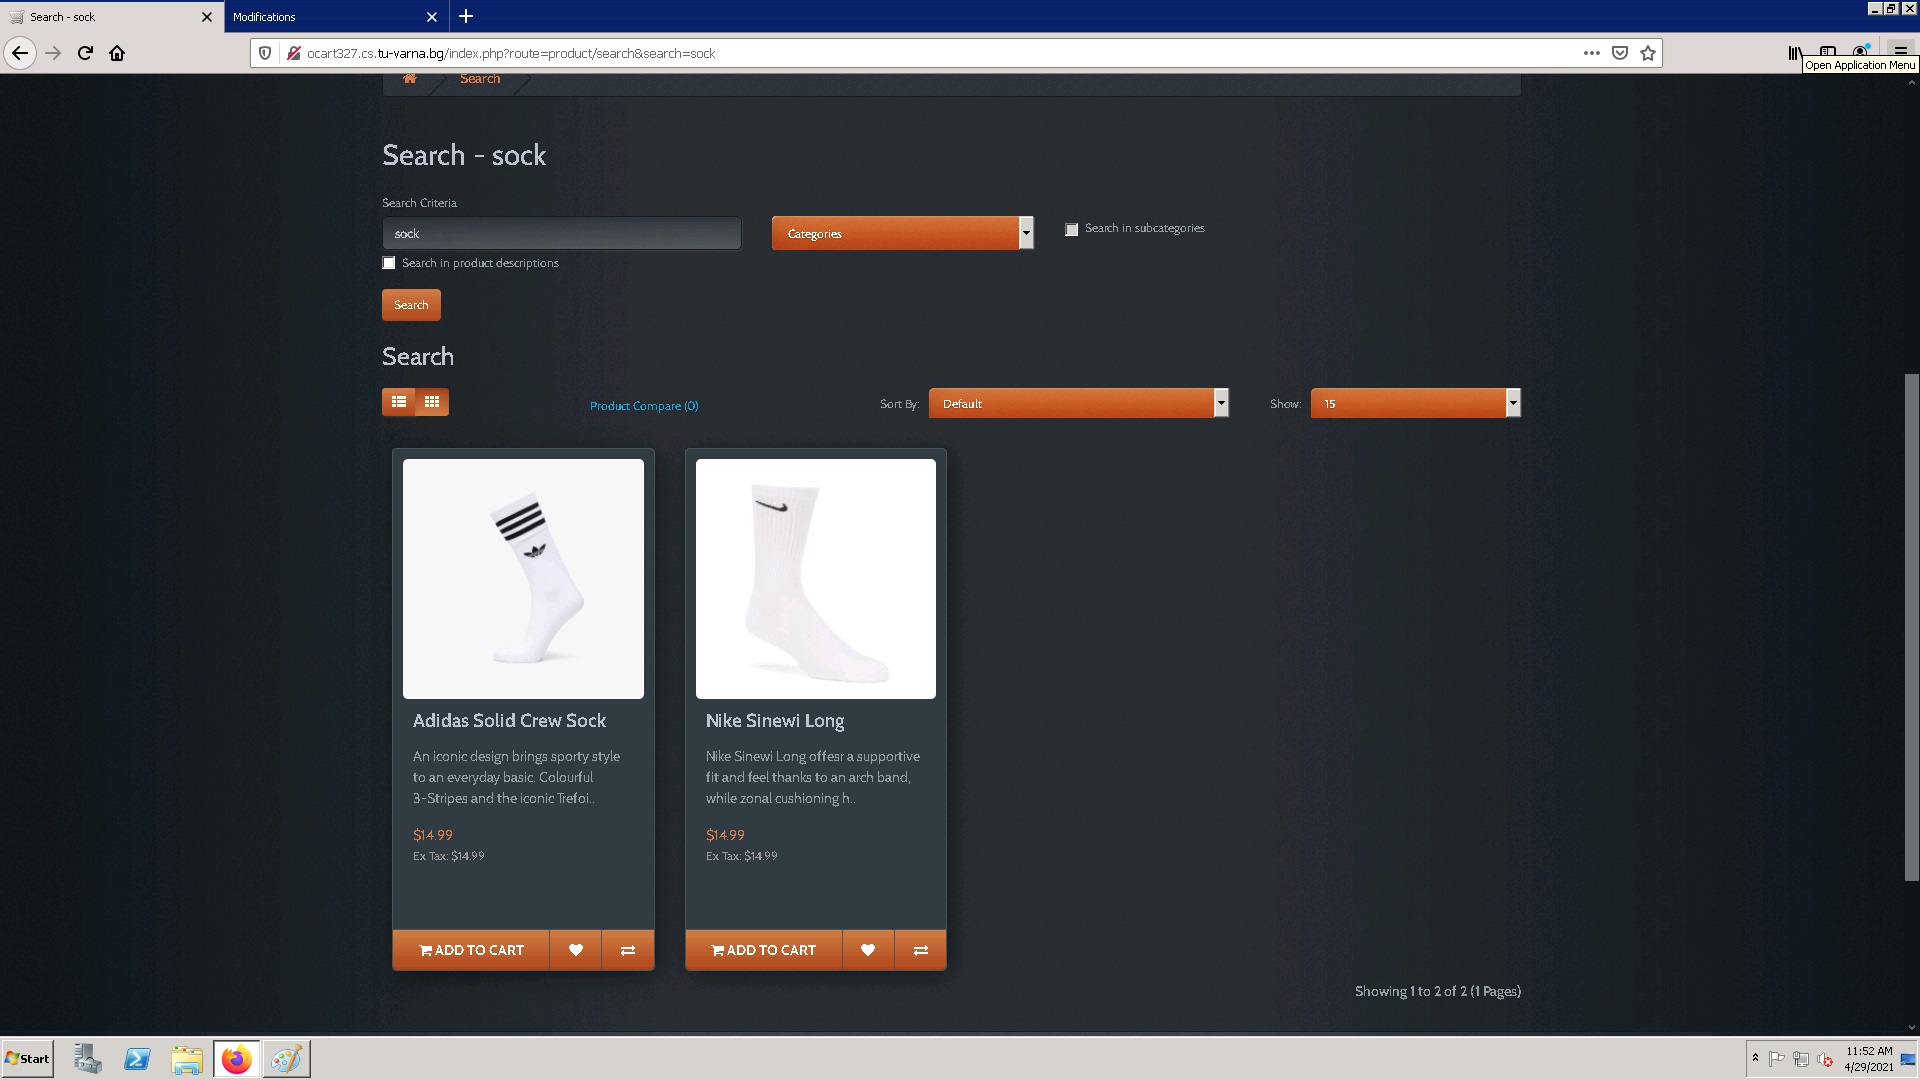 Search - sock
Modifications
ocart327.cs.tu-varna.bg/index.php?route=product/search&search=sock
Open Application Menu
Search
Search - sock
Search Criteria
sock
Categories
Search in subcategories
Search in product descriptions
Search
Search
Product Compare (0)
Sort By:
Default
Show:
15
Adidas Solid Crew Sock
An iconic design brings sporty style
to an everyday basic. Colourful
3-Stripes and the iconic Trefoi..
$14.99
Ex Tax: $14.99
ADD TO CART
Nike Sinewi Long
Nike Sinewi Long offesr a supportive
fit and feel thanks to an arch band,
while zonal cushioning h..
$14.99
Ex Tax: $14.99
ADD TO CART
Showing 1 to 2 of 2 (1 Pages)
Start
11:52 AM
4/29/2021